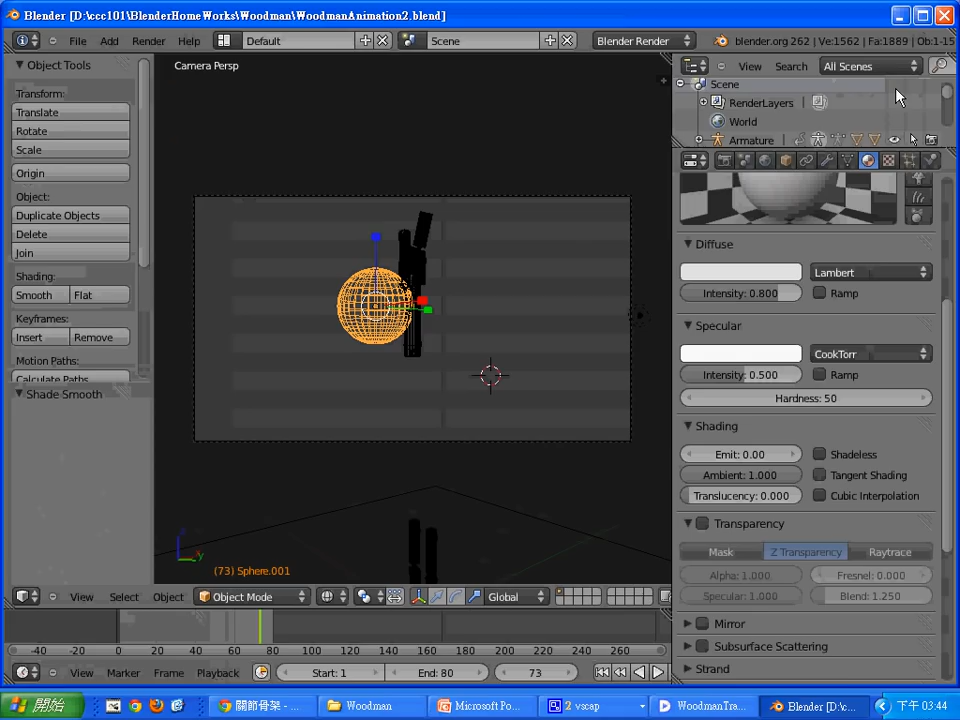 Blender [D:\ccc101\BlenderHomeWorks\Woodman\WoodmanAnimation2.blend]
File Add Render Help Default Scene Blender Render blender.org 262 | Ve:1562 | Fa:1889 | Ob:1-15
Object Tools
Transform:
Translate
Rotate
Scale
Origin
Object:
Duplicate Objects
Delete
Join
Shading:
Smooth Flat
Keyframes:
Insert Remove
Motion Paths:
Calculate Paths
Shade Smooth
Camera Persp
(73) Sphere.001
View Search All Scenes
Scene
RenderLayers
World
Armature
Diffuse
Lambert
Intensity: 0.800 Ramp
Specular
CookTorr
Intensity: 0.500 Ramp
Hardness: 50
Shading
Emit: 0.00 Shadeless
Ambient: 1.000 Tangent Shading
Translucency: 0.000 Cubic Interpolation
Transparency
Mask Z Transparency Raytrace
Alpha: 1.000 Fresnel: 0.000
Specular: 1.000 Blend: 1.250
Mirror
Subsurface Scattering
Strand
View Select Object Object Mode Global
-40 -20 0 20 40 60 80 100 120 140 160 180 200 220 240 260
View Marker Frame Playback Start: 1 End: 80 73
開始 關節骨架 - ... Woodman Microsoft Po... 2 vscap WoodmanTra... Blender [D:\c... 下午 03:44